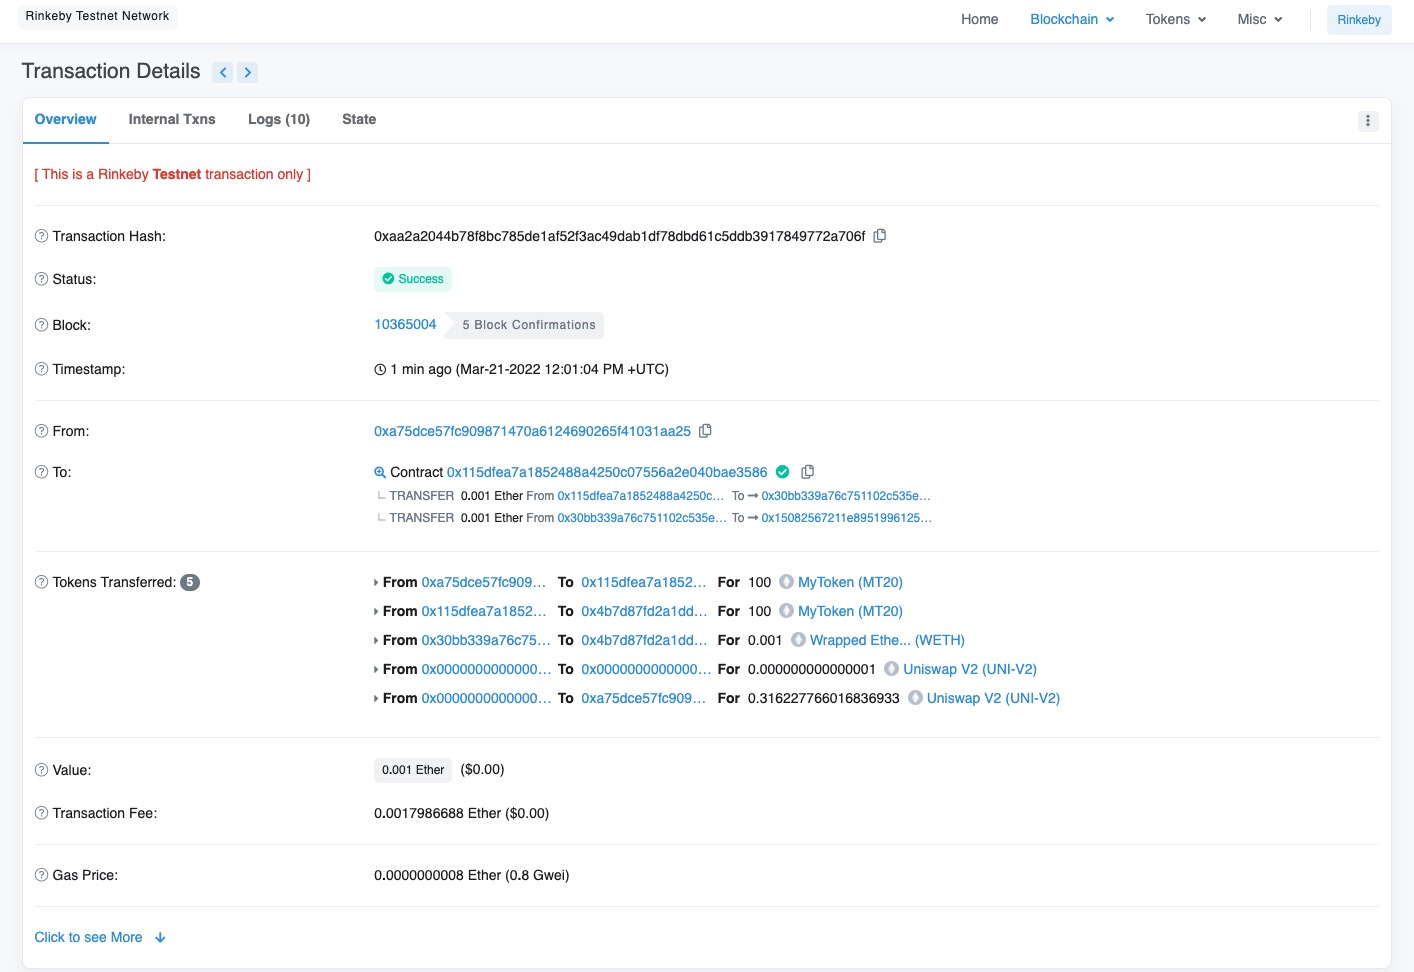 Rinkeby Testnet Network
Home Blockchain Tokens Misc Rinkeby
Transaction Details
Overview Internal Txns Logs (10) State
[ This is a Rinkeby Testnet transaction only ]
Transaction Hash: 0xaa2a2044b78f8bc785de1af52f3ac49dab1df78dbd61c5ddb3917849772a706f
Status: Success
Block: 10365004 5 Block Confirmations
Timestamp: 1 min ago (Mar-21-2022 12:01:04 PM +UTC)
From: 0xa75dce57fc909871470a6124690265f41031aa25
To: Contract 0x115dfea7a1852488a4250c07556a2e040bae3586
TRANSFER 0.001 Ether From 0x115dfea7a1852488a4250c... To → 0x30bb339a76c751102c535e...
TRANSFER 0.001 Ether From 0x30bb339a76c751102c535e... To → 0x15082567211e8951996125...
Tokens Transferred: 5 From 0xa75dce57fc909... To 0x115dfea7a1852... For 100 MyToken (MT20)
From 0x115dfea7a1852... To 0x4b7d87fd2a1dd... For 100 MyToken (MT20)
From 0x30bb339a76c75... To 0x4b7d87fd2a1dd... For 0.001 Wrapped Ethe... (WETH)
From 0x0000000000000... To 0x0000000000000... For 0.000000000000001 Uniswap V2 (UNI-V2)
From 0x0000000000000... To 0xa75dce57fc909... For 0.316227766016836933 Uniswap V2 (UNI-V2)
Value: 0.001 Ether ($0.00)
Transaction Fee: 0.0017986688 Ether ($0.00)
Gas Price: 0.0000000008 Ether (0.8 Gwei)
Click to see More ↓